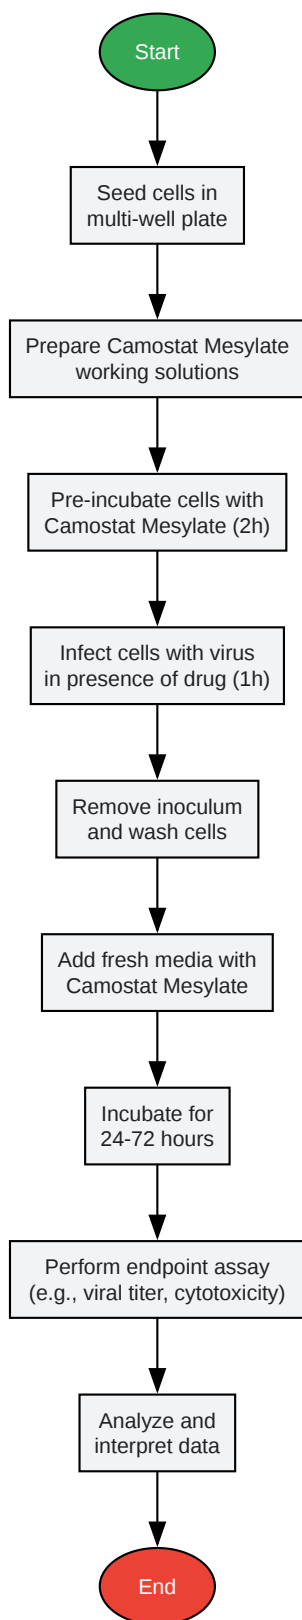 Start
Seed cells in
multi-well plate
Prepare Camostat Mesylate
working solutions
Pre-incubate cells with
Camostat Mesylate (2h)
Infect cells with virus
in presence of drug (1h)
Remove inoculum
and wash cells
Add fresh media with
Camostat Mesylate
Incubate for
24-72 hours
Perform endpoint assay
(e.g., viral titer, cytotoxicity)
Analyze and
interpret data
End